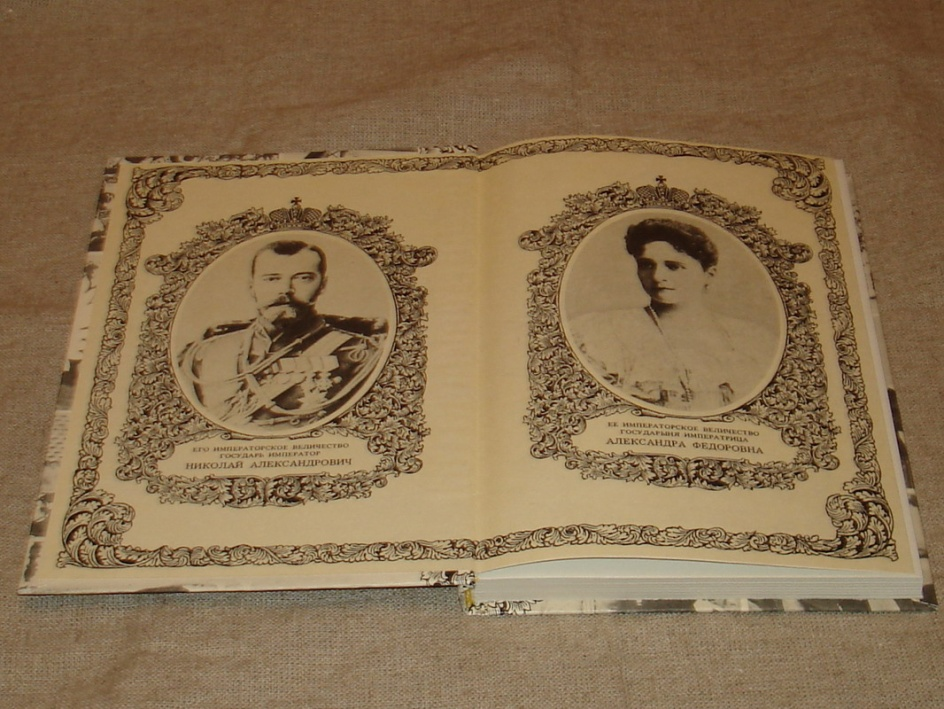 ЕГО ИМПЕРАТОРСКОЕ ВЕЛИЧЕСТВО
ГОСУДАРЬ ИМПЕРАТОР
НИКОЛАЙ АЛЕКСАНДРОВИЧ
ЕЕ ИМПЕРАТОРСКОЕ ВЕЛИЧЕСТВО
ГОСУДАРЫНЯ ИМПЕРАТРИЦА
АЛЕКСАНДРА ФЕДОРОВНА